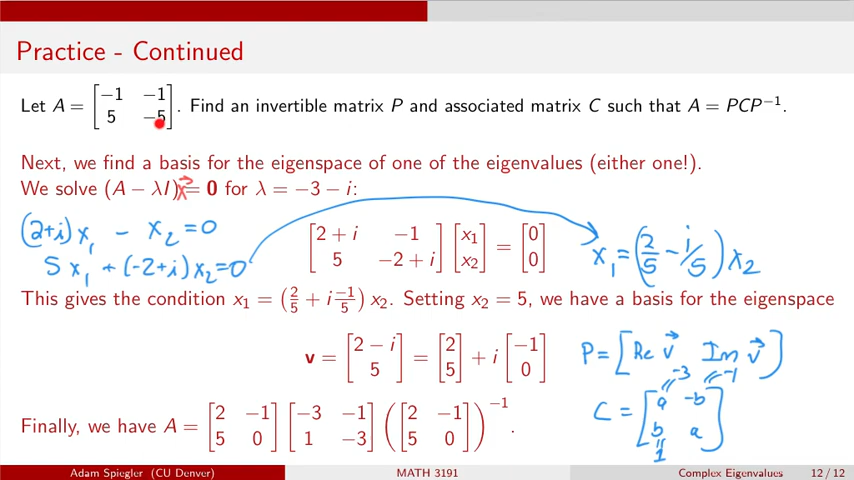 Practice - Continued
Let A = [ −1 −1 ; 5 −5 ]. Find an invertible matrix P and associated matrix C such that A = PCP⁻¹.
Next, we find a basis for the eigenspace of one of the eigenvalues (either one!).
We solve (A − λI)x⃗ = 0 for λ = −3 − i:
(2+i) x₁ − x₂ = 0
5x₁ + (−2+i) x₂ = 0
[ 2 + i −1 ; 5 −2 + i ] [ x₁ ; x₂ ] = [ 0 ; 0 ]
x₁ = (2/5 − i/5) x₂
This gives the condition x₁ = (2/5 + i −1/5) x₂. Setting x₂ = 5, we have a basis for the eigenspace
v = [ 2 − i ; 5 ] = [ 2 ; 5 ] + i [ −1 ; 0 ]
P = [ Re v⃗ Im v⃗ ]
−3 −1
C = [ a −b ; b a ]
1
Finally, we have A = [ 2 −1 ; 5 0 ] [ −3 −1 ; 1 −3 ] ( [ 2 −1 ; 5 0 ] )⁻¹.
Adam Spiegler (CU Denver) MATH 3191 Complex Eigenvalues 12 / 12